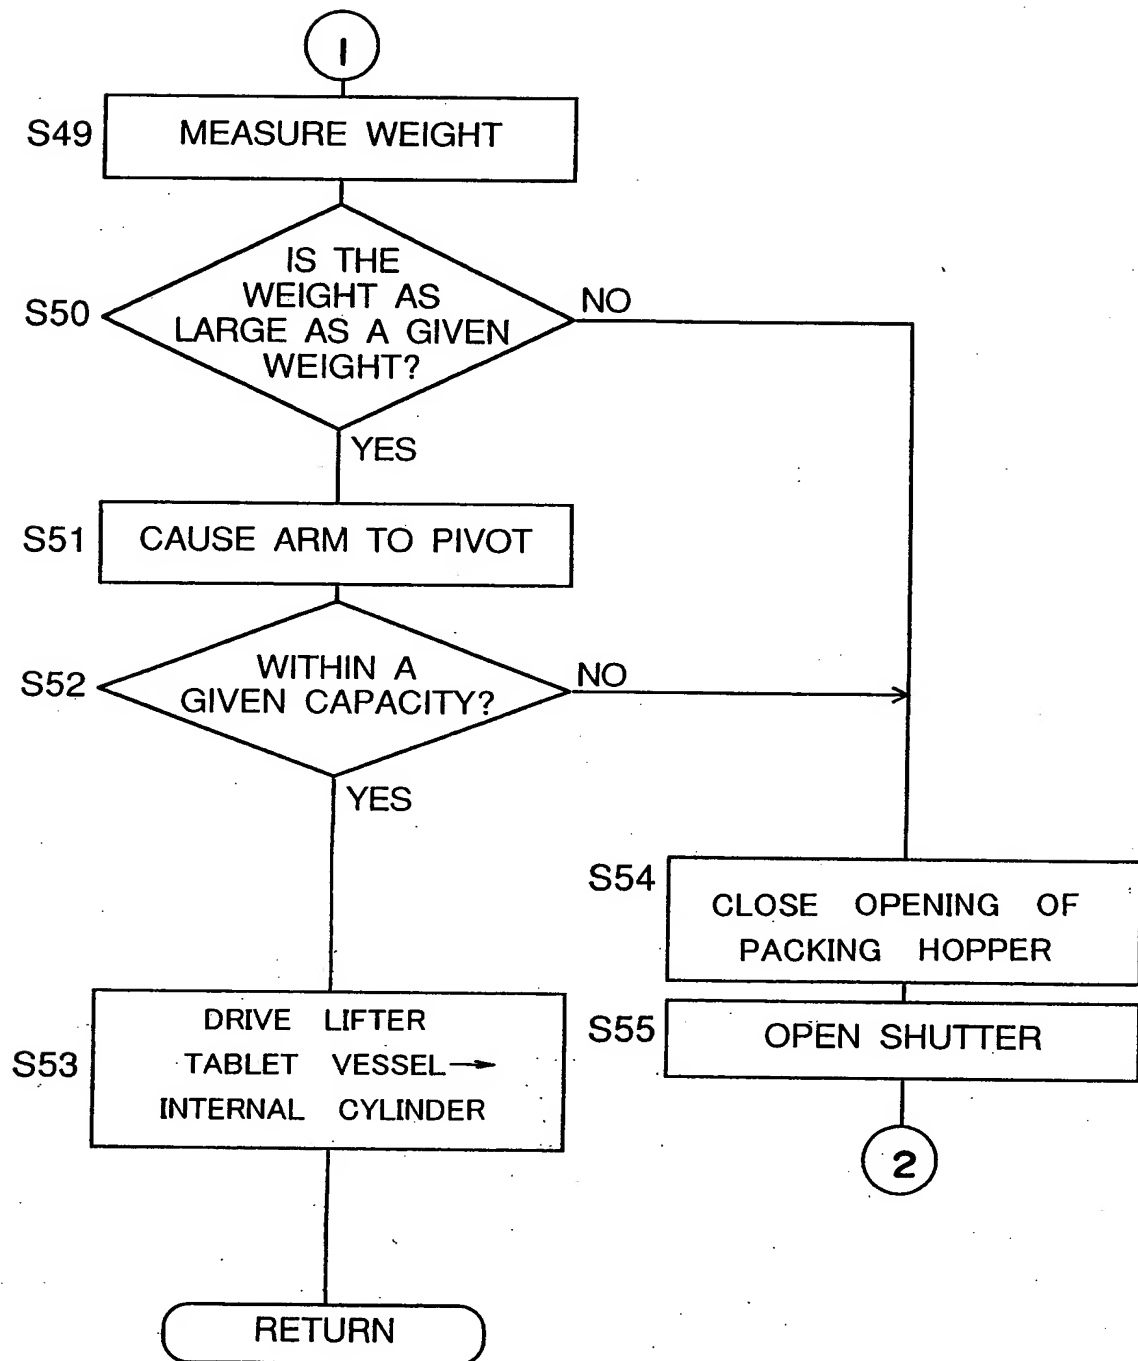 1
S49
MEASURE WEIGHT
S50
IS THE
WEIGHT AS
LARGE AS A GIVEN
WEIGHT?
NO
YES
S51
CAUSE ARM TO PIVOT
S52
WITHIN A
GIVEN CAPACITY?
NO
YES
S54
CLOSE OPENING OF
PACKING HOPPER
S53
DRIVE LIFTER
TABLET VESSEL→
INTERNAL CYLINDER
S55
OPEN SHUTTER
2
RETURN